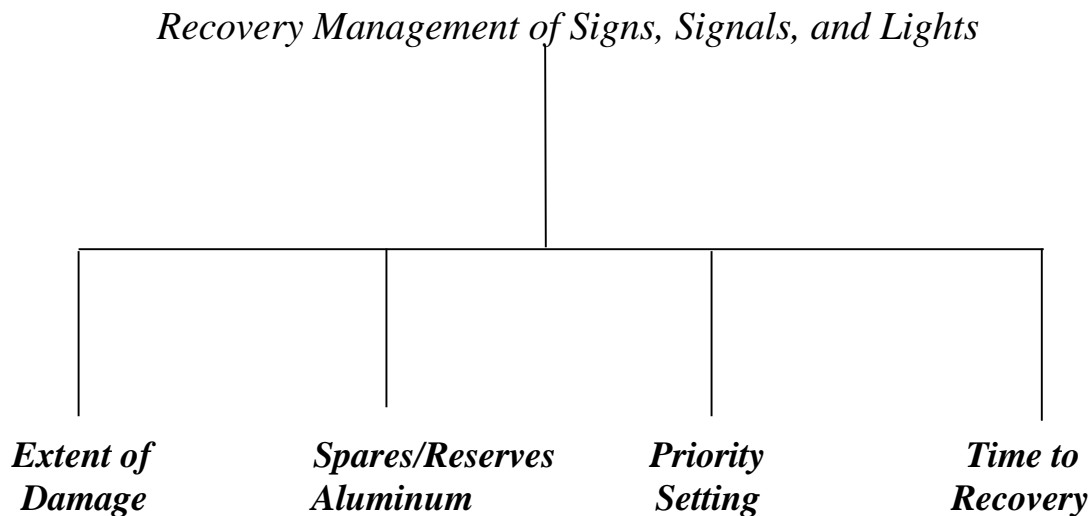 Recovery Management of Signs, Signals, and Lights
Extent of
Damage
Spares/Reserves
Aluminum
Priority
Setting
Time to
Recovery